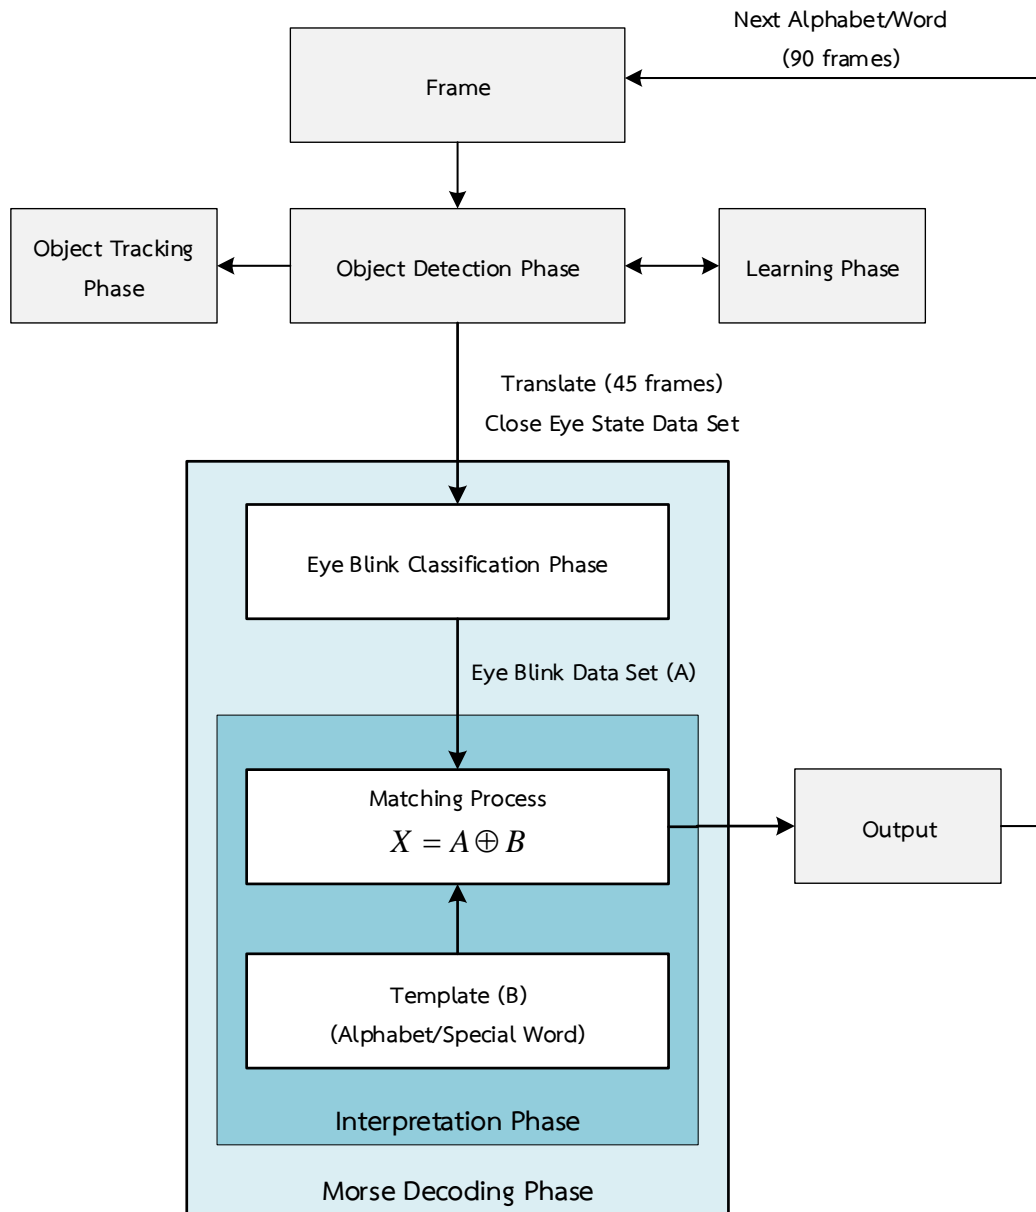 Next Alphabet/Word
(90 frames)
Frame
Object Tracking
Phase
Object Detection Phase
Learning Phase
Translate (45 frames)
Close Eye State Data Set
Eye Blink Classification Phase
Eye Blink Data Set (A)
Matching Process
X = A ⊕ B
Output
Template (B)
(Alphabet/Special Word)
Interpretation Phase
Morse Decoding Phase